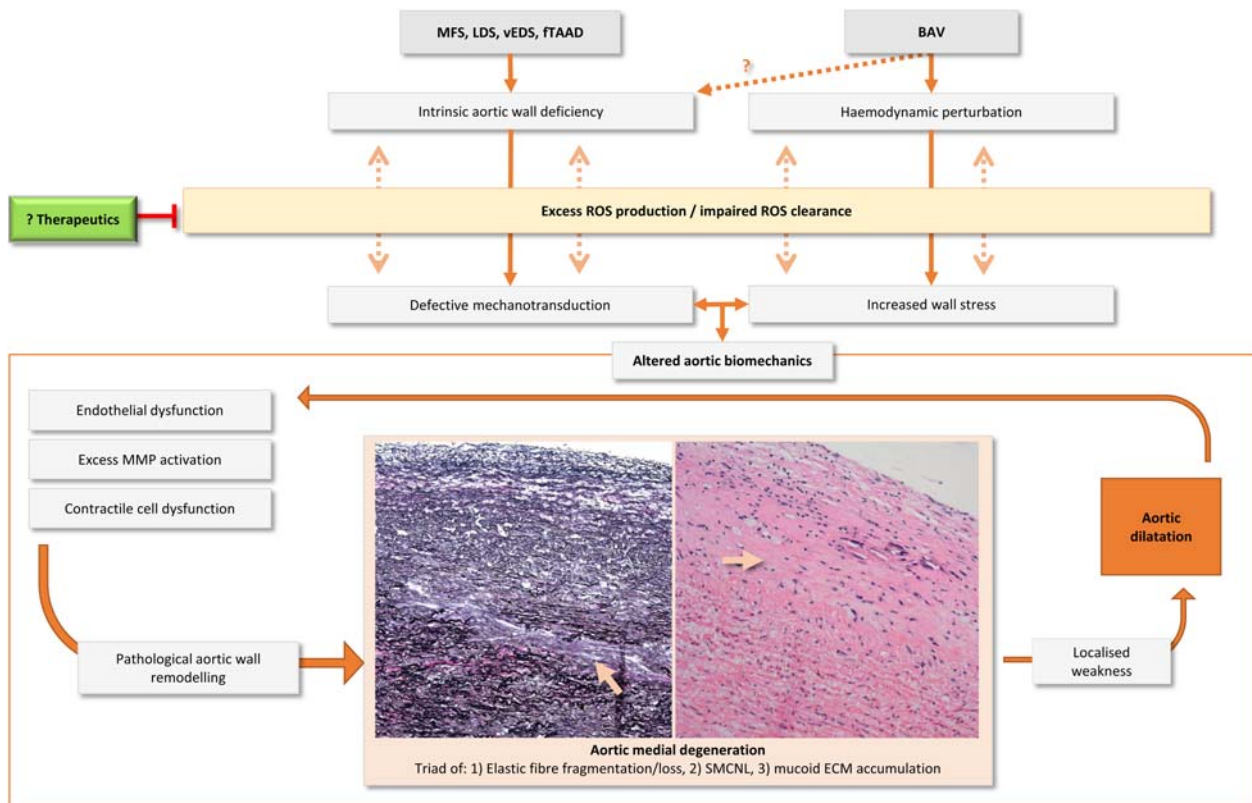 MFS, LDS, vEDS, fTAAD
BAV
?
Intrinsic aortic wall deficiency
Haemodynamic perturbation
? Therapeutics
Excess ROS production / impaired ROS clearance
Defective mechanotransduction
Increased wall stress
Altered aortic biomechanics
Endothelial dysfunction
Excess MMP activation
Contractile cell dysfunction
Aortic
dilatation
Pathological aortic wall
remodelling
Localised
weakness
Aortic medial degeneration
Triad of: 1) Elastic fibre fragmentation/loss, 2) SMCNL, 3) mucoid ECM accumulation